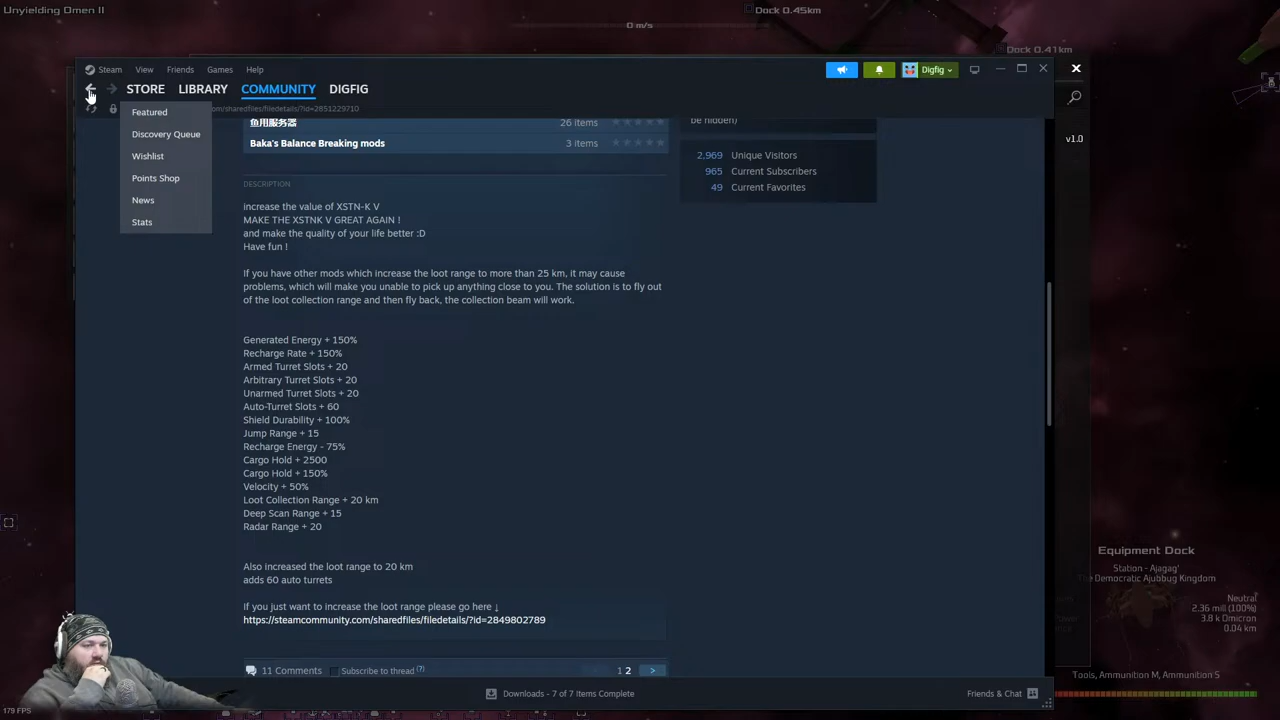 Unyielding Omen II
Dock 0.45km
0 m/s
Dock 0.41km
Steam View Friends Games Help
Digfig
STORE LIBRARY COMMUNITY DIGFIG
om/sharedfiles/filedetails/?id=2851229710
v1.0
Featured
Discovery Queue
Wishlist
Points Shop
News
Stats
鱼用服务器 26 items
Baka's Balance Breaking mods 3 items
be hidden)
2,969 Unique Visitors
965 Current Subscribers
49 Current Favorites
DESCRIPTION
increase the value of XSTN-K V
MAKE THE XSTNK V GREAT AGAIN !
and make the quality of your life better :D
Have fun !
If you have other mods which increase the loot range to more than 25 km, it may cause
problems, which will make you unable to pick up anything close to you. The solution is to fly out
of the loot collection range and then fly back, the collection beam will work.
Generated Energy + 150%
Recharge Rate + 150%
Armed Turret Slots + 20
Arbitrary Turret Slots + 20
Unarmed Turret Slots + 20
Auto-Turret Slots + 60
Shield Durability + 100%
Jump Range + 15
Recharge Energy - 75%
Cargo Hold + 2500
Cargo Hold + 150%
Velocity + 50%
Loot Collection Range + 20 km
Deep Scan Range + 15
Radar Range + 20
Also increased the loot range to 20 km
adds 60 auto turrets
If you just want to increase the loot range please go here ↓
https://steamcommunity.com/sharedfiles/filedetails/?id=2849802789
11 Comments Subscribe to thread (?) 1 2 >
Downloads - 7 of 7 Items Complete
Friends & Chat
Equipment Dock
Station - Ajagag'
The Democratic Ajubbug Kingdom
Neutral
2.36 mill (100%)
3.8 k Omicron
0.04 km
Tools, Ammunition M, Ammunition S
179 FPS